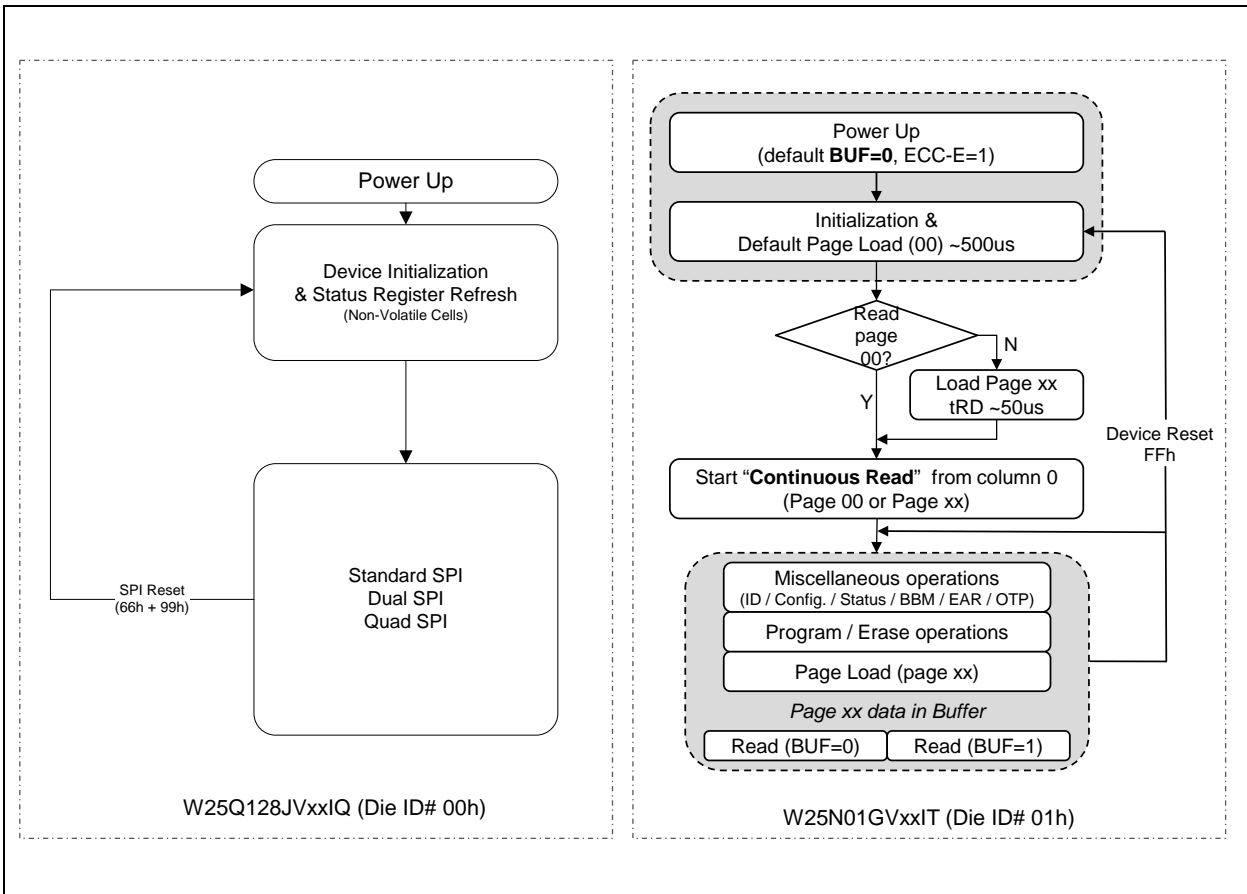 Power Up
Device Initialization
& Status Register Refresh
(Non-Volatile Cells)
SPI Reset
(66h + 99h)
Standard SPI
Dual SPI
Quad SPI
W25Q128JVxxIQ (Die ID# 00h)
Power Up
(default BUF=0, ECC-E=1)
Initialization &
Default Page Load (00) ~500us
Read
page
00?
N
Load Page xx
tRD ~50us
Y
Device Reset
FFh
Start “Continuous Read” from column 0
(Page 00 or Page xx)
Miscellaneous operations
(ID / Config. / Status / BBM / EAR / OTP)
Program / Erase operations
Page Load (page xx)
Page xx data in Buffer
Read (BUF=0) Read (BUF=1)
W25N01GVxxIT (Die ID# 01h)